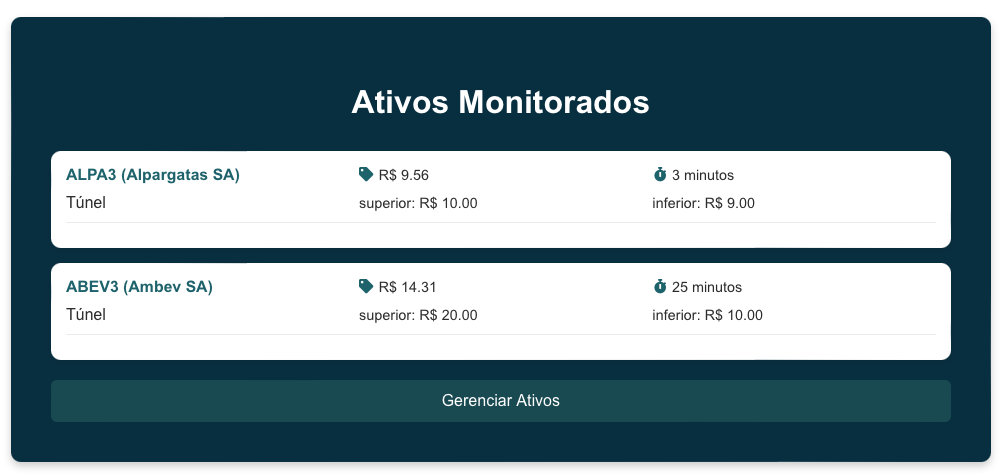 Ativos Monitorados
ALPA3 (Alpargatas SA) R$ 9.56 3 minutos
Túnel superior: R$ 10.00 inferior: R$ 9.00
ABEV3 (Ambev SA) R$ 14.31 25 minutos
Túnel superior: R$ 20.00 inferior: R$ 10.00
Gerenciar Ativos